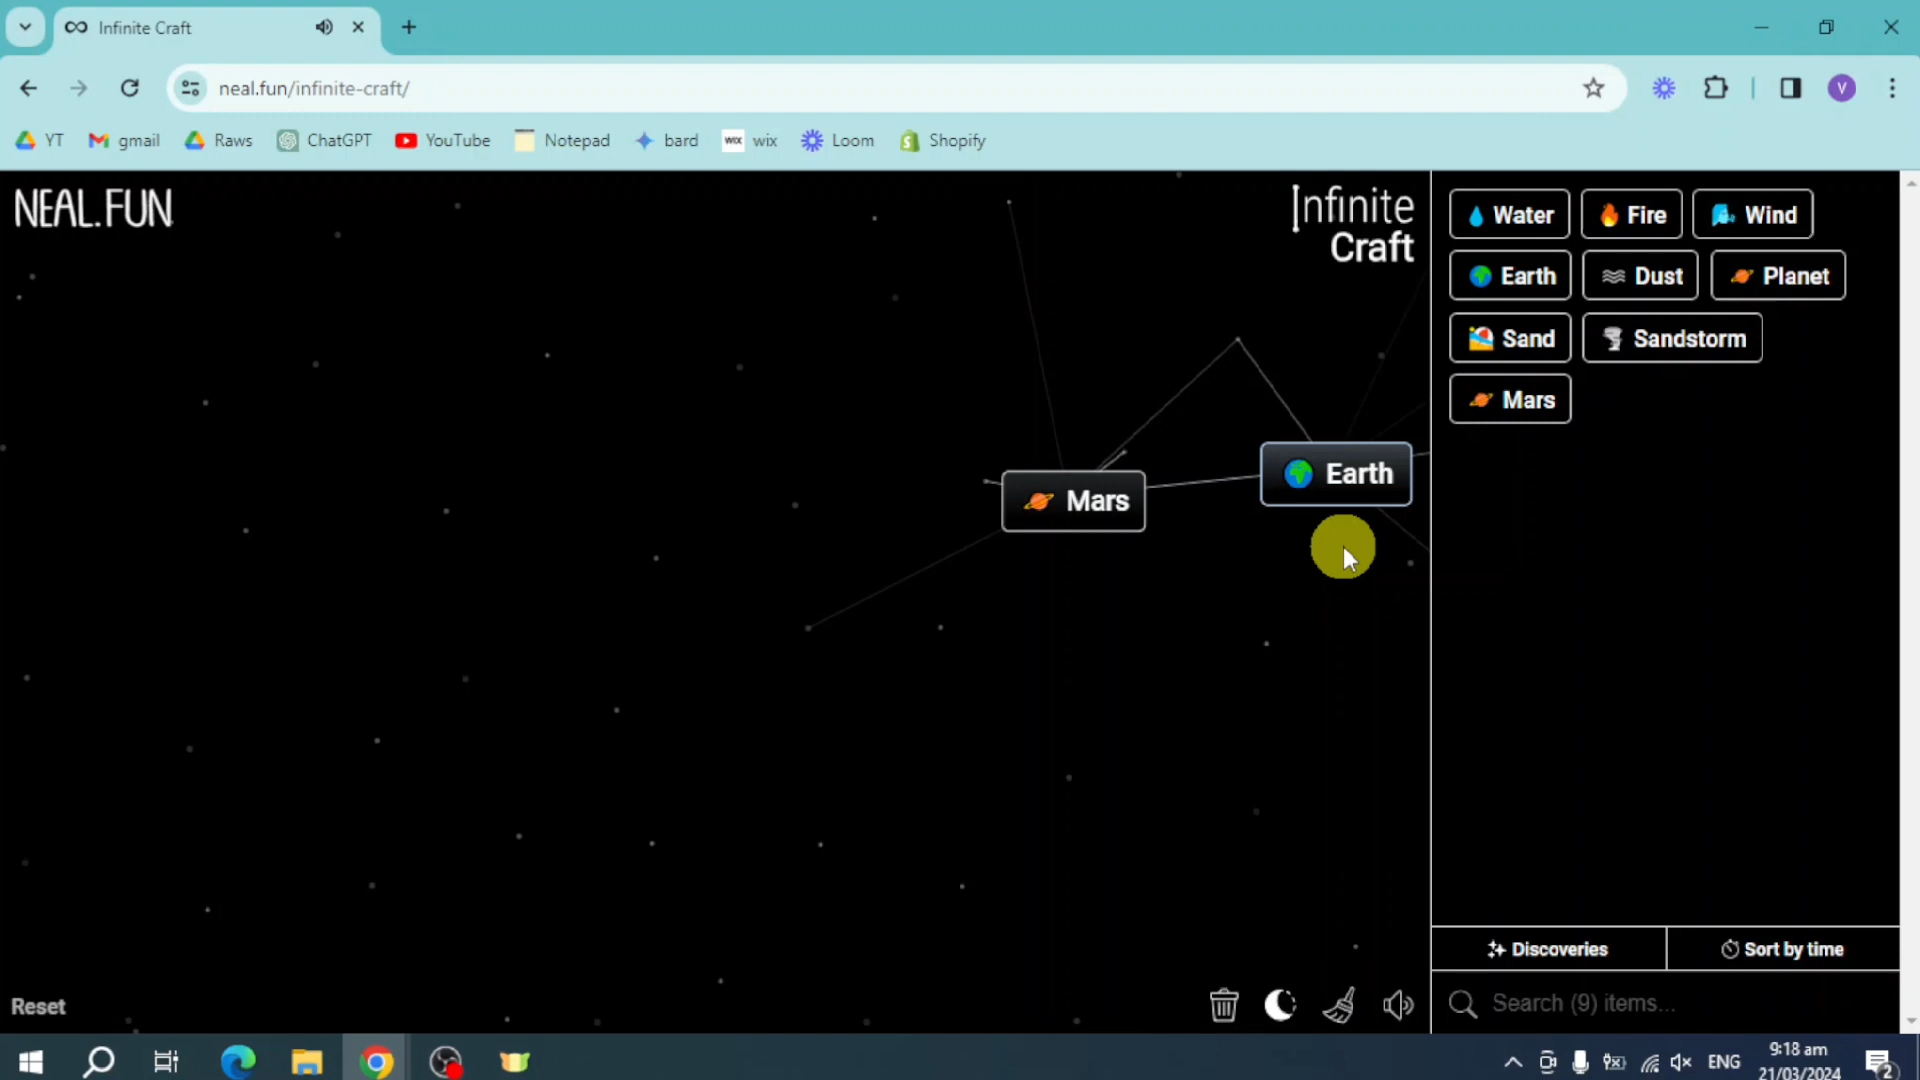 Infinite Craft
neal.fun/infinite-craft/
YT gmail Raws ChatGPT YouTube Notepad bard wix wix Loom Shopify
NEAL.FUN
Infinite
Craft
Water Fire Wind
Earth Dust Planet
Sand Sandstorm
Mars
Earth
Mars
Discoveries Sort by time
Search (9) items...
Reset
V
ENG
9:18 am
21/03/2024
2